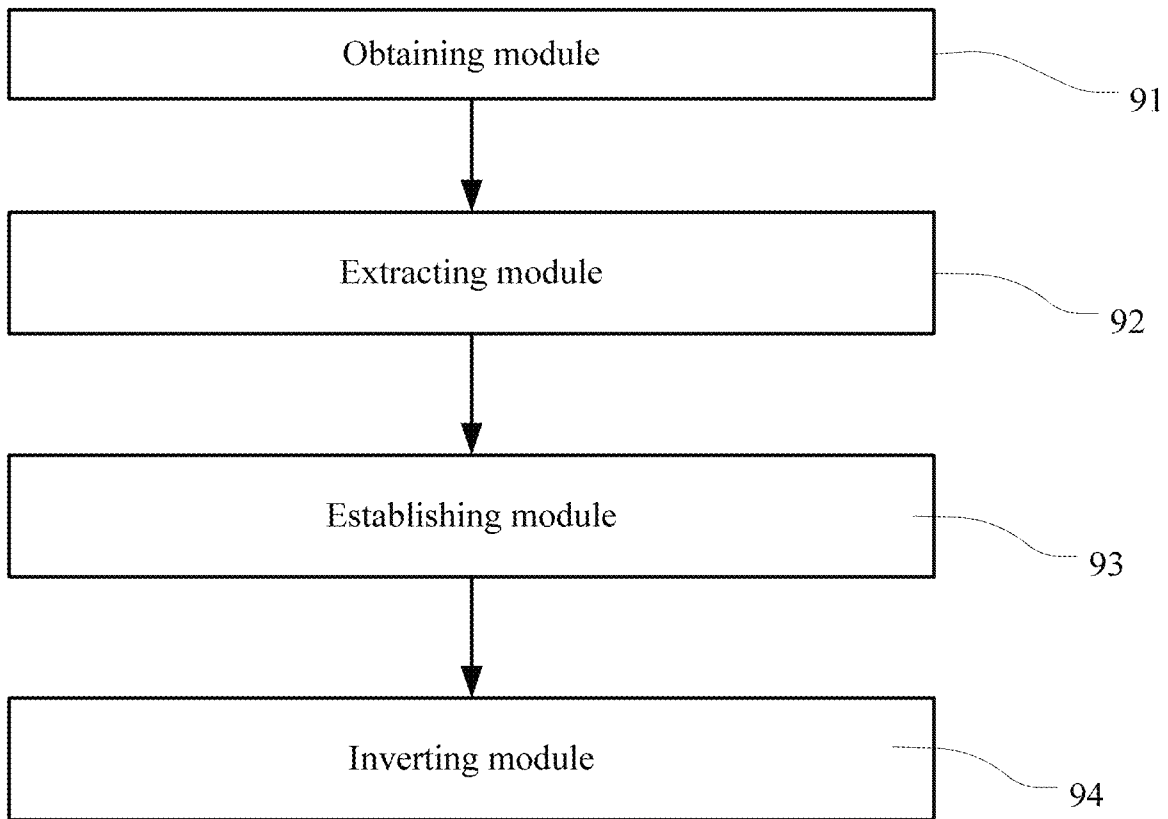 Obtaining module
91
Extracting module
92
Establishing module
93
Inverting module
94